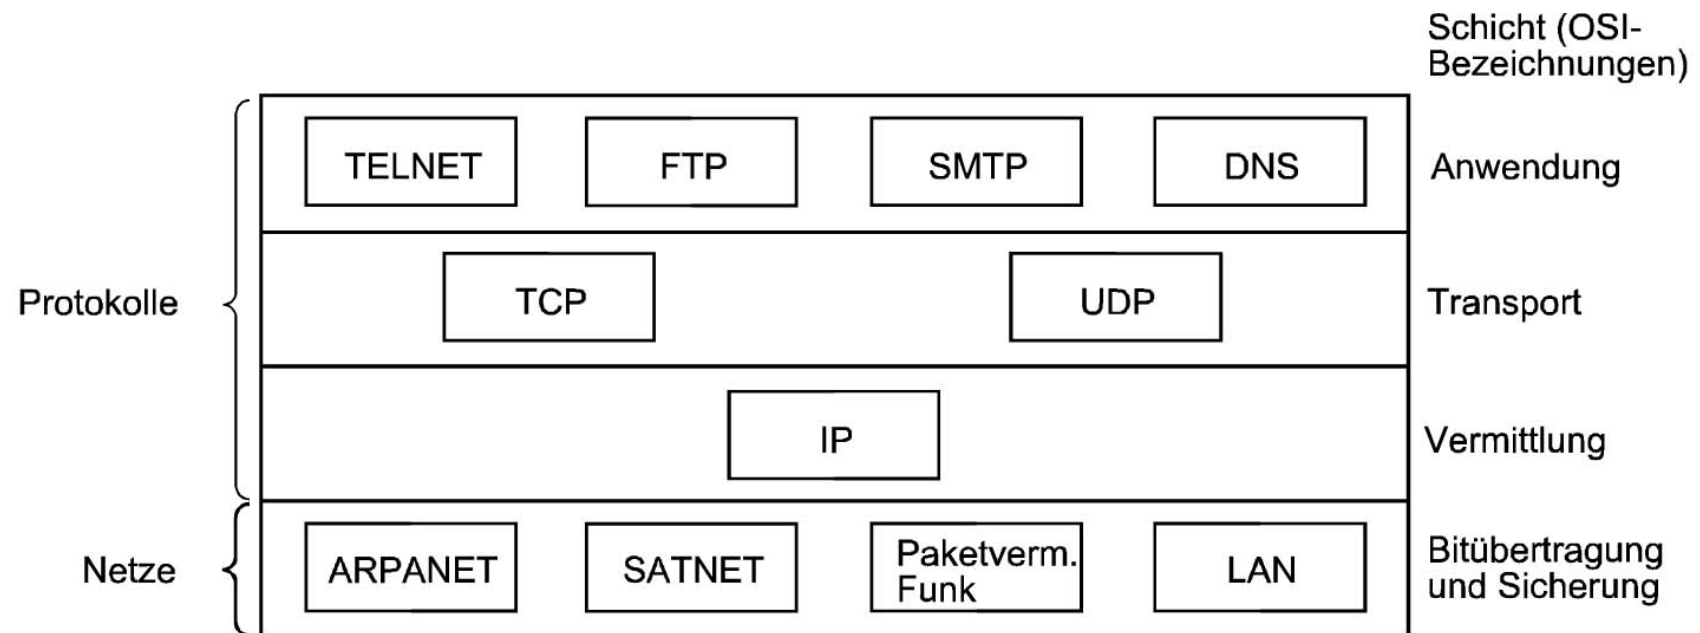 Schicht (OSI-
Bezeichnungen)
TELNET
FTP
SMTP
DNS
Anwendung
Protokolle
TCP
UDP
Transport
IP
Vermittlung
Netze
ARPANET
SATNET
Paketverm.
Funk
LAN
Bitübertragung
und Sicherung